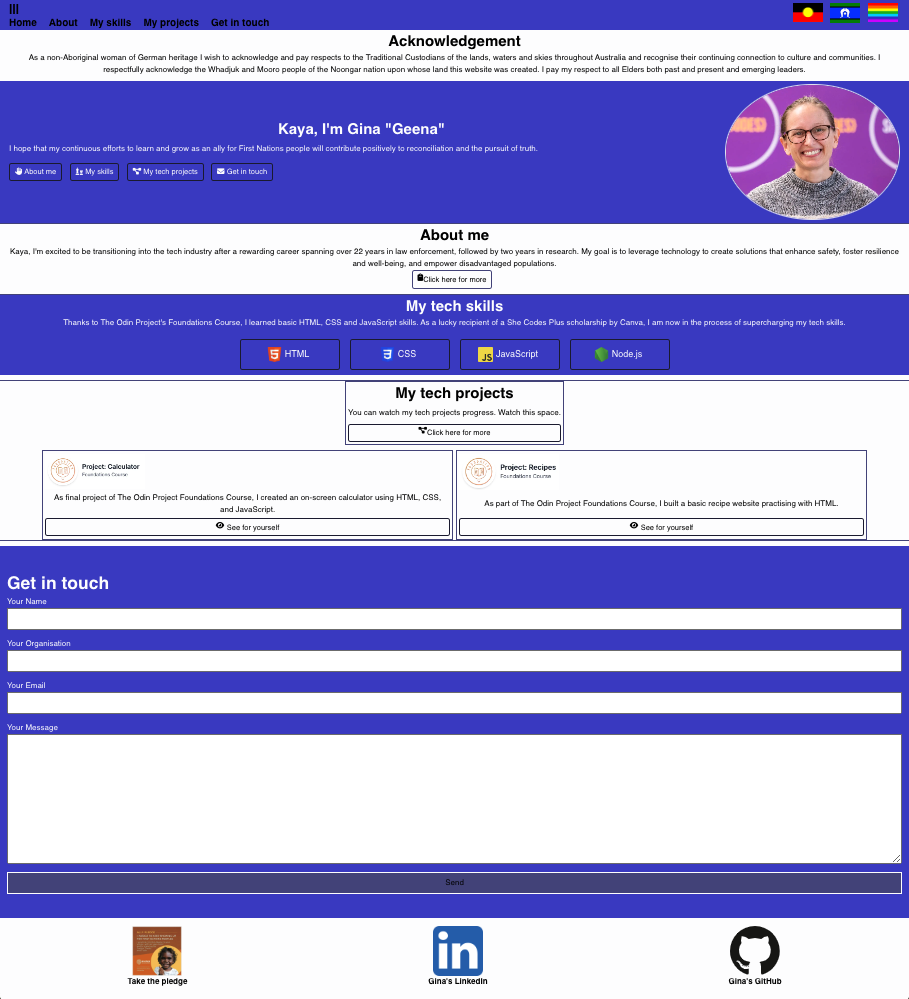 Home About My skills My projects Get in touch
Acknowledgement
As a non-Aboriginal woman of German heritage I wish to acknowledge and pay respects to the Traditional Custodians of the lands, waters and skies throughout Australia and recognise their continuing connection to culture and communities. I
respectfully acknowledge the Whadjuk and Mooro people of the Noongar nation upon whose land this website was created. I pay my respect to all Elders both past and present and emerging leaders.
Kaya, I'm Gina "Geena"
I hope that my continuous efforts to learn and grow as an ally for First Nations people will contribute positively to reconciliation and the pursuit of truth.
About me My skills My tech projects Get in touch
About me
Kaya, I'm excited to be transitioning into the tech industry after a rewarding career spanning over 22 years in law enforcement, followed by two years in research. My goal is to leverage technology to create solutions that enhance safety, foster resilience
and well-being, and empower disadvantaged populations.
Click here for more
My tech skills
Thanks to The Odin Project's Foundations Course, I learned basic HTML, CSS and JavaScript skills. As a lucky recipient of a She Codes Plus scholarship by Canva, I am now in the process of supercharging my tech skills.
HTML CSS JS JavaScript Node.js
My tech projects
You can watch my tech projects progress. Watch this space.
Click here for more
Project: Calculator
Foundations Course
As final project of The Odin Project Foundations Course, I created an on-screen calculator using HTML, CSS,
and JavaScript.
See for yourself
Project: Recipes
Foundations Course
As part of The Odin Project Foundations Course, I built a basic recipe website practising with HTML.
See for yourself
Get in touch
Your Name
Your Organisation
Your Email
Your Message
Send
in
Take the pledge Gina's LinkedIn Gina's GitHub